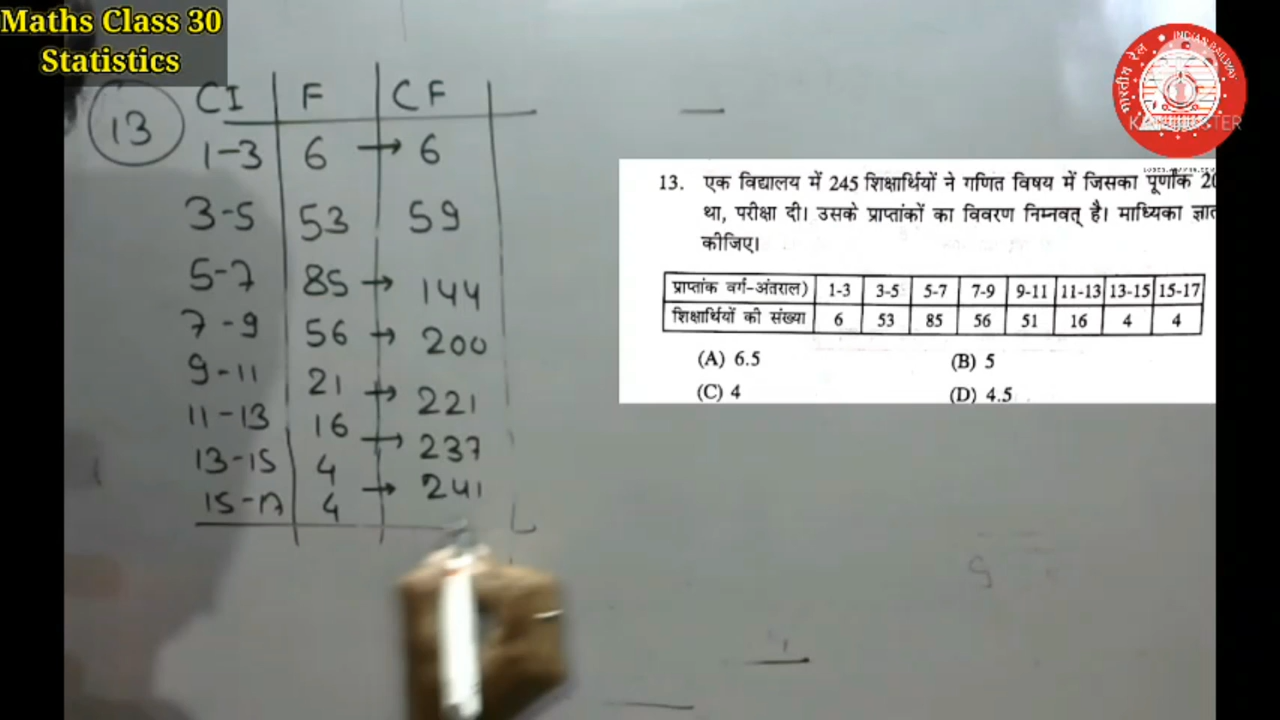 Maths Class 30
Statistics
13
CI F CF
1-3 6 → 6
3-5 53 59
5-7 85 → 144
7-9 56 → 200
9-11 21 → 221
11-13 16 → 237
13-15 4 → 241
15-17 4
भारतीय रेल INDIAN RAILWAY
13. एक विद्यालय में 245 शिक्षार्थियों ने गणित विषय में जिसका पूर्णांक 20
था, परीक्षा दी। उसके प्राप्तांकों का विवरण निम्नवत् है। माध्यिका ज्ञात
कीजिए।
प्राप्तांक वर्ग-अंतराल) 1-3 3-5 5-7 7-9 9-11 11-13 13-15 15-17
शिक्षार्थियों की संख्या 6 53 85 56 51 16 4 4
(A) 6.5 (B) 5
(C) 4 (D) 4.5